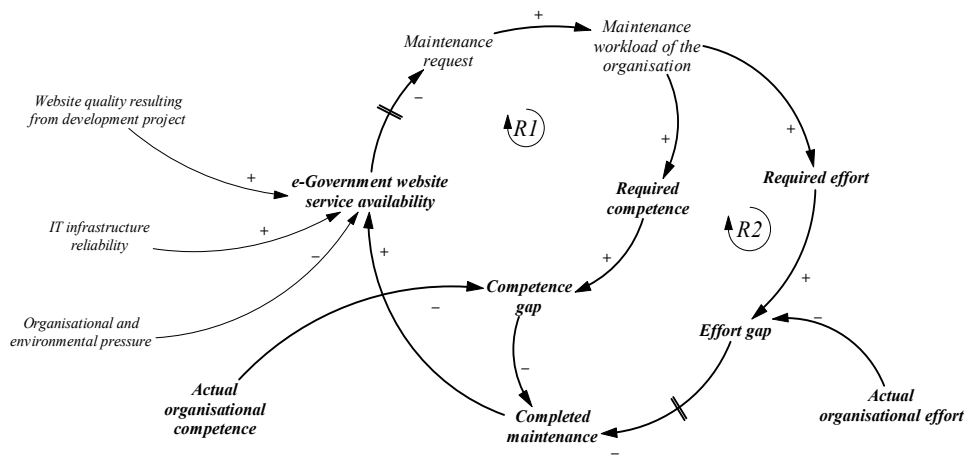 +
Maintenance
request
Maintenance
workload of the
organisation
–
Website quality resulting
from development project
R1
+
+
+
e-Government website
service availability
Required
competence
Required effort
IT infrastructure
reliability
+
R2
–
+
+
+
Competence
gap
–
Organisational and
environmental pressure
Effort gap
–
–
Actual
organisational
competence
Completed
maintenance
Actual
organisational effort
–